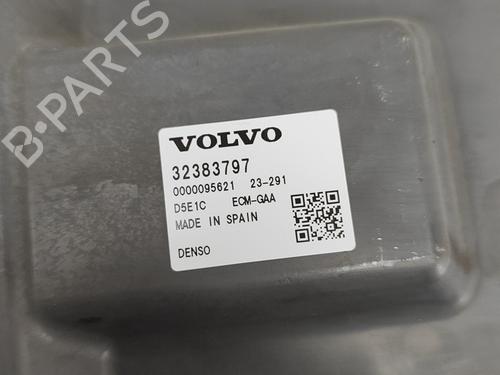 B-PARTS
VOLVO
32383797
0000095621 23-291
D5E1C ECM-GAA
MADE IN SPAIN
DENSO